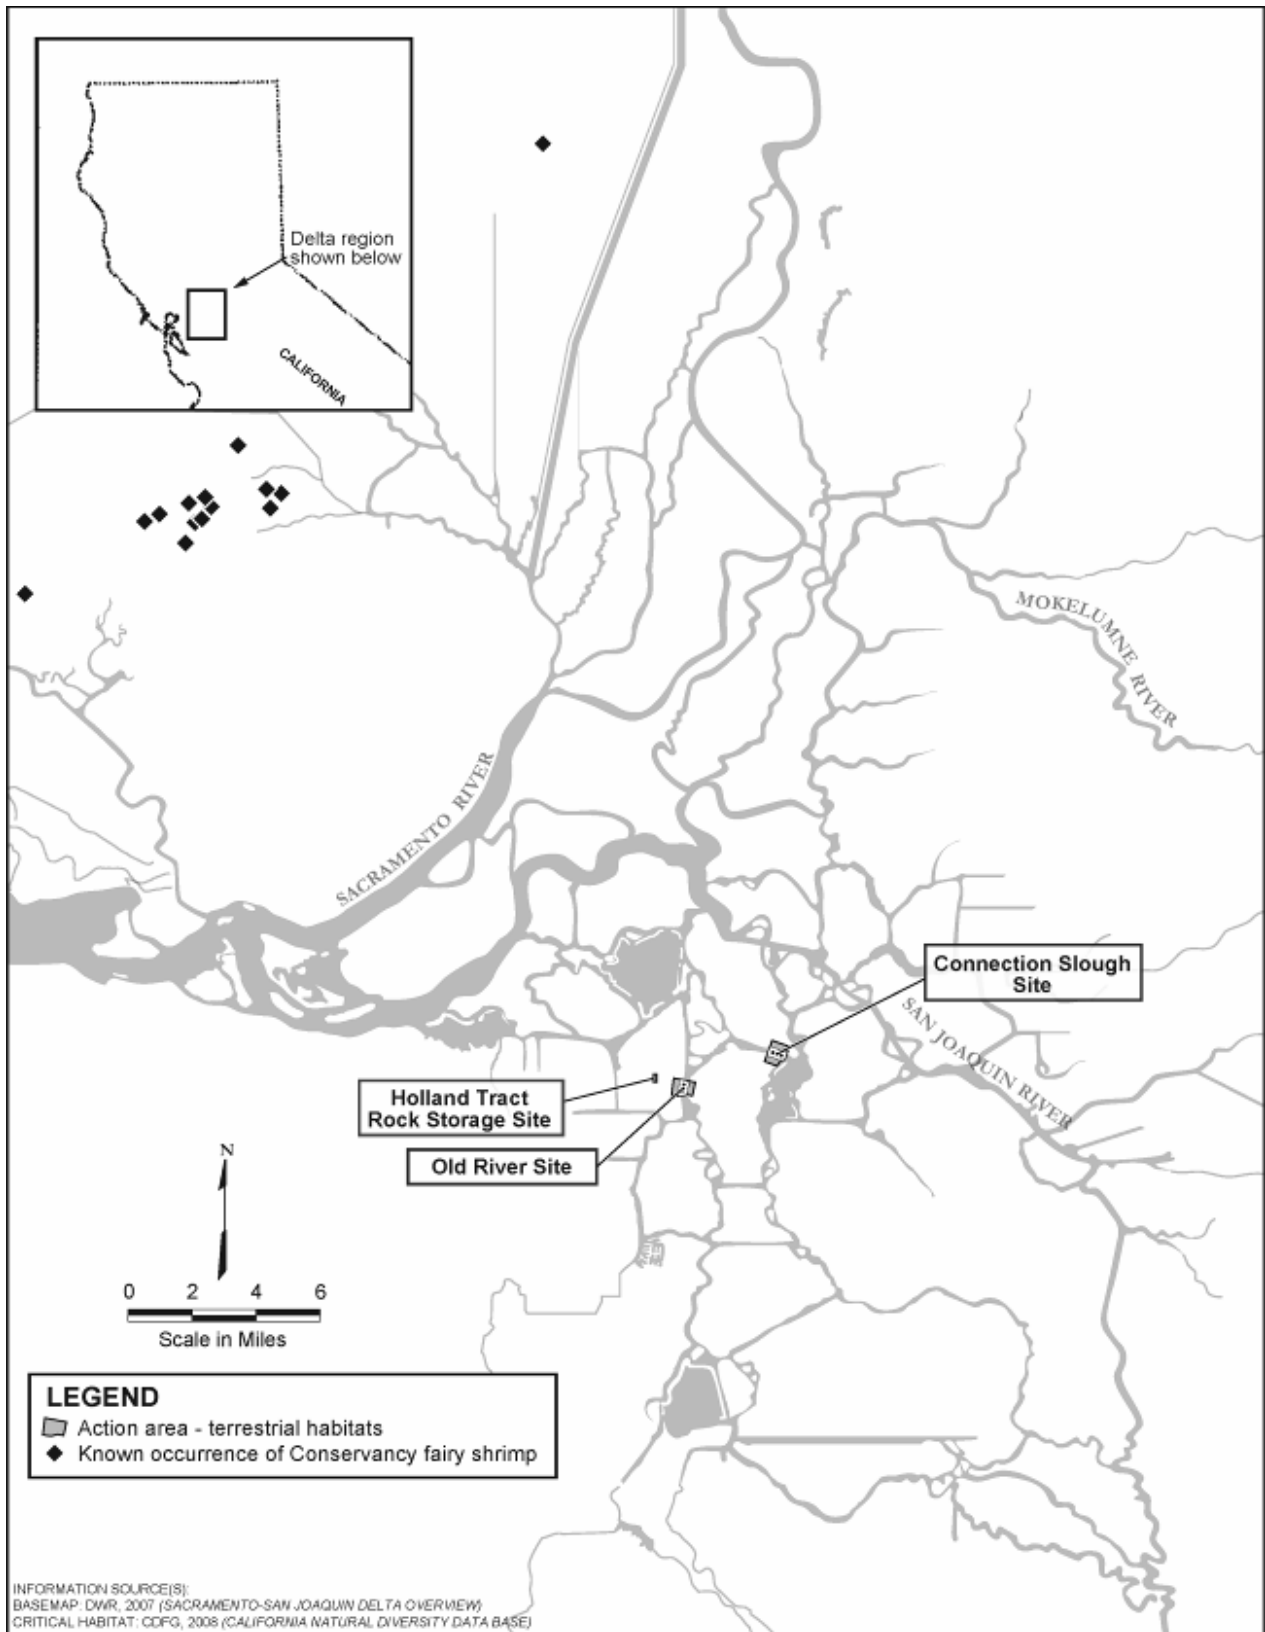 Delta region
shown below
CALIFORNIA
MOKELUMNE RIVER
SACRAMENTO RIVER
Connection Slough
Site
SAN JOAQUIN RIVER
Holland Tract
Rock Storage Site
Old River Site
N
0 2 4 6
Scale in Miles
LEGEND
Action area - terrestrial habitats
Known occurrence of Conservancy fairy shrimp
INFORMATION SOURCE(S):
BASEMAP: DWR, 2007 (SACRAMENTO-SAN JOAQUIN DELTA OVERVIEW)
CRITICAL HABITAT: CDFG, 2008 (CALIFORNIA NATURAL DIVERSITY DATA BASE)